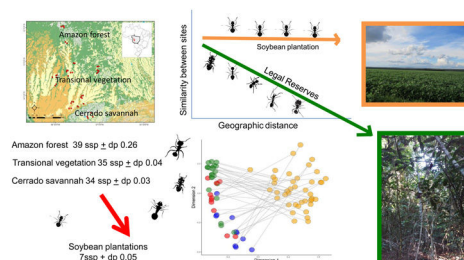 Amazon forest
Transional vegetation
Cerrado savannah
Similarity between sites
Soybean plantation
Legal Reserves
Geographic distance
Amazon forest 39 ssp ± dp 0.26
Transional vegetation 35 ssp ± dp 0.04
Cerrado savannah 34 ssp ± dp 0.03
Soybean plantations
7ssp ± dp 0.05
Dimension 2